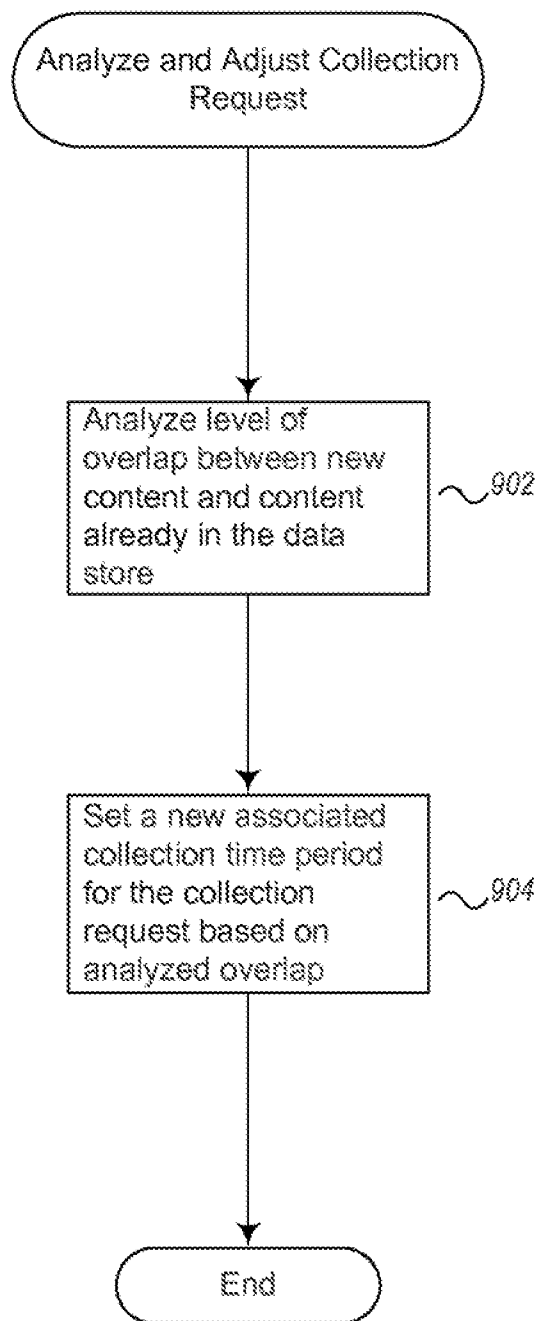 Analyze and Adjust Collection
Request
Analyze level of
overlap between new
content and content
already in the data
store
902
Set a new associated
collection time period
for the collection
request based on
analyzed overlap
904
End